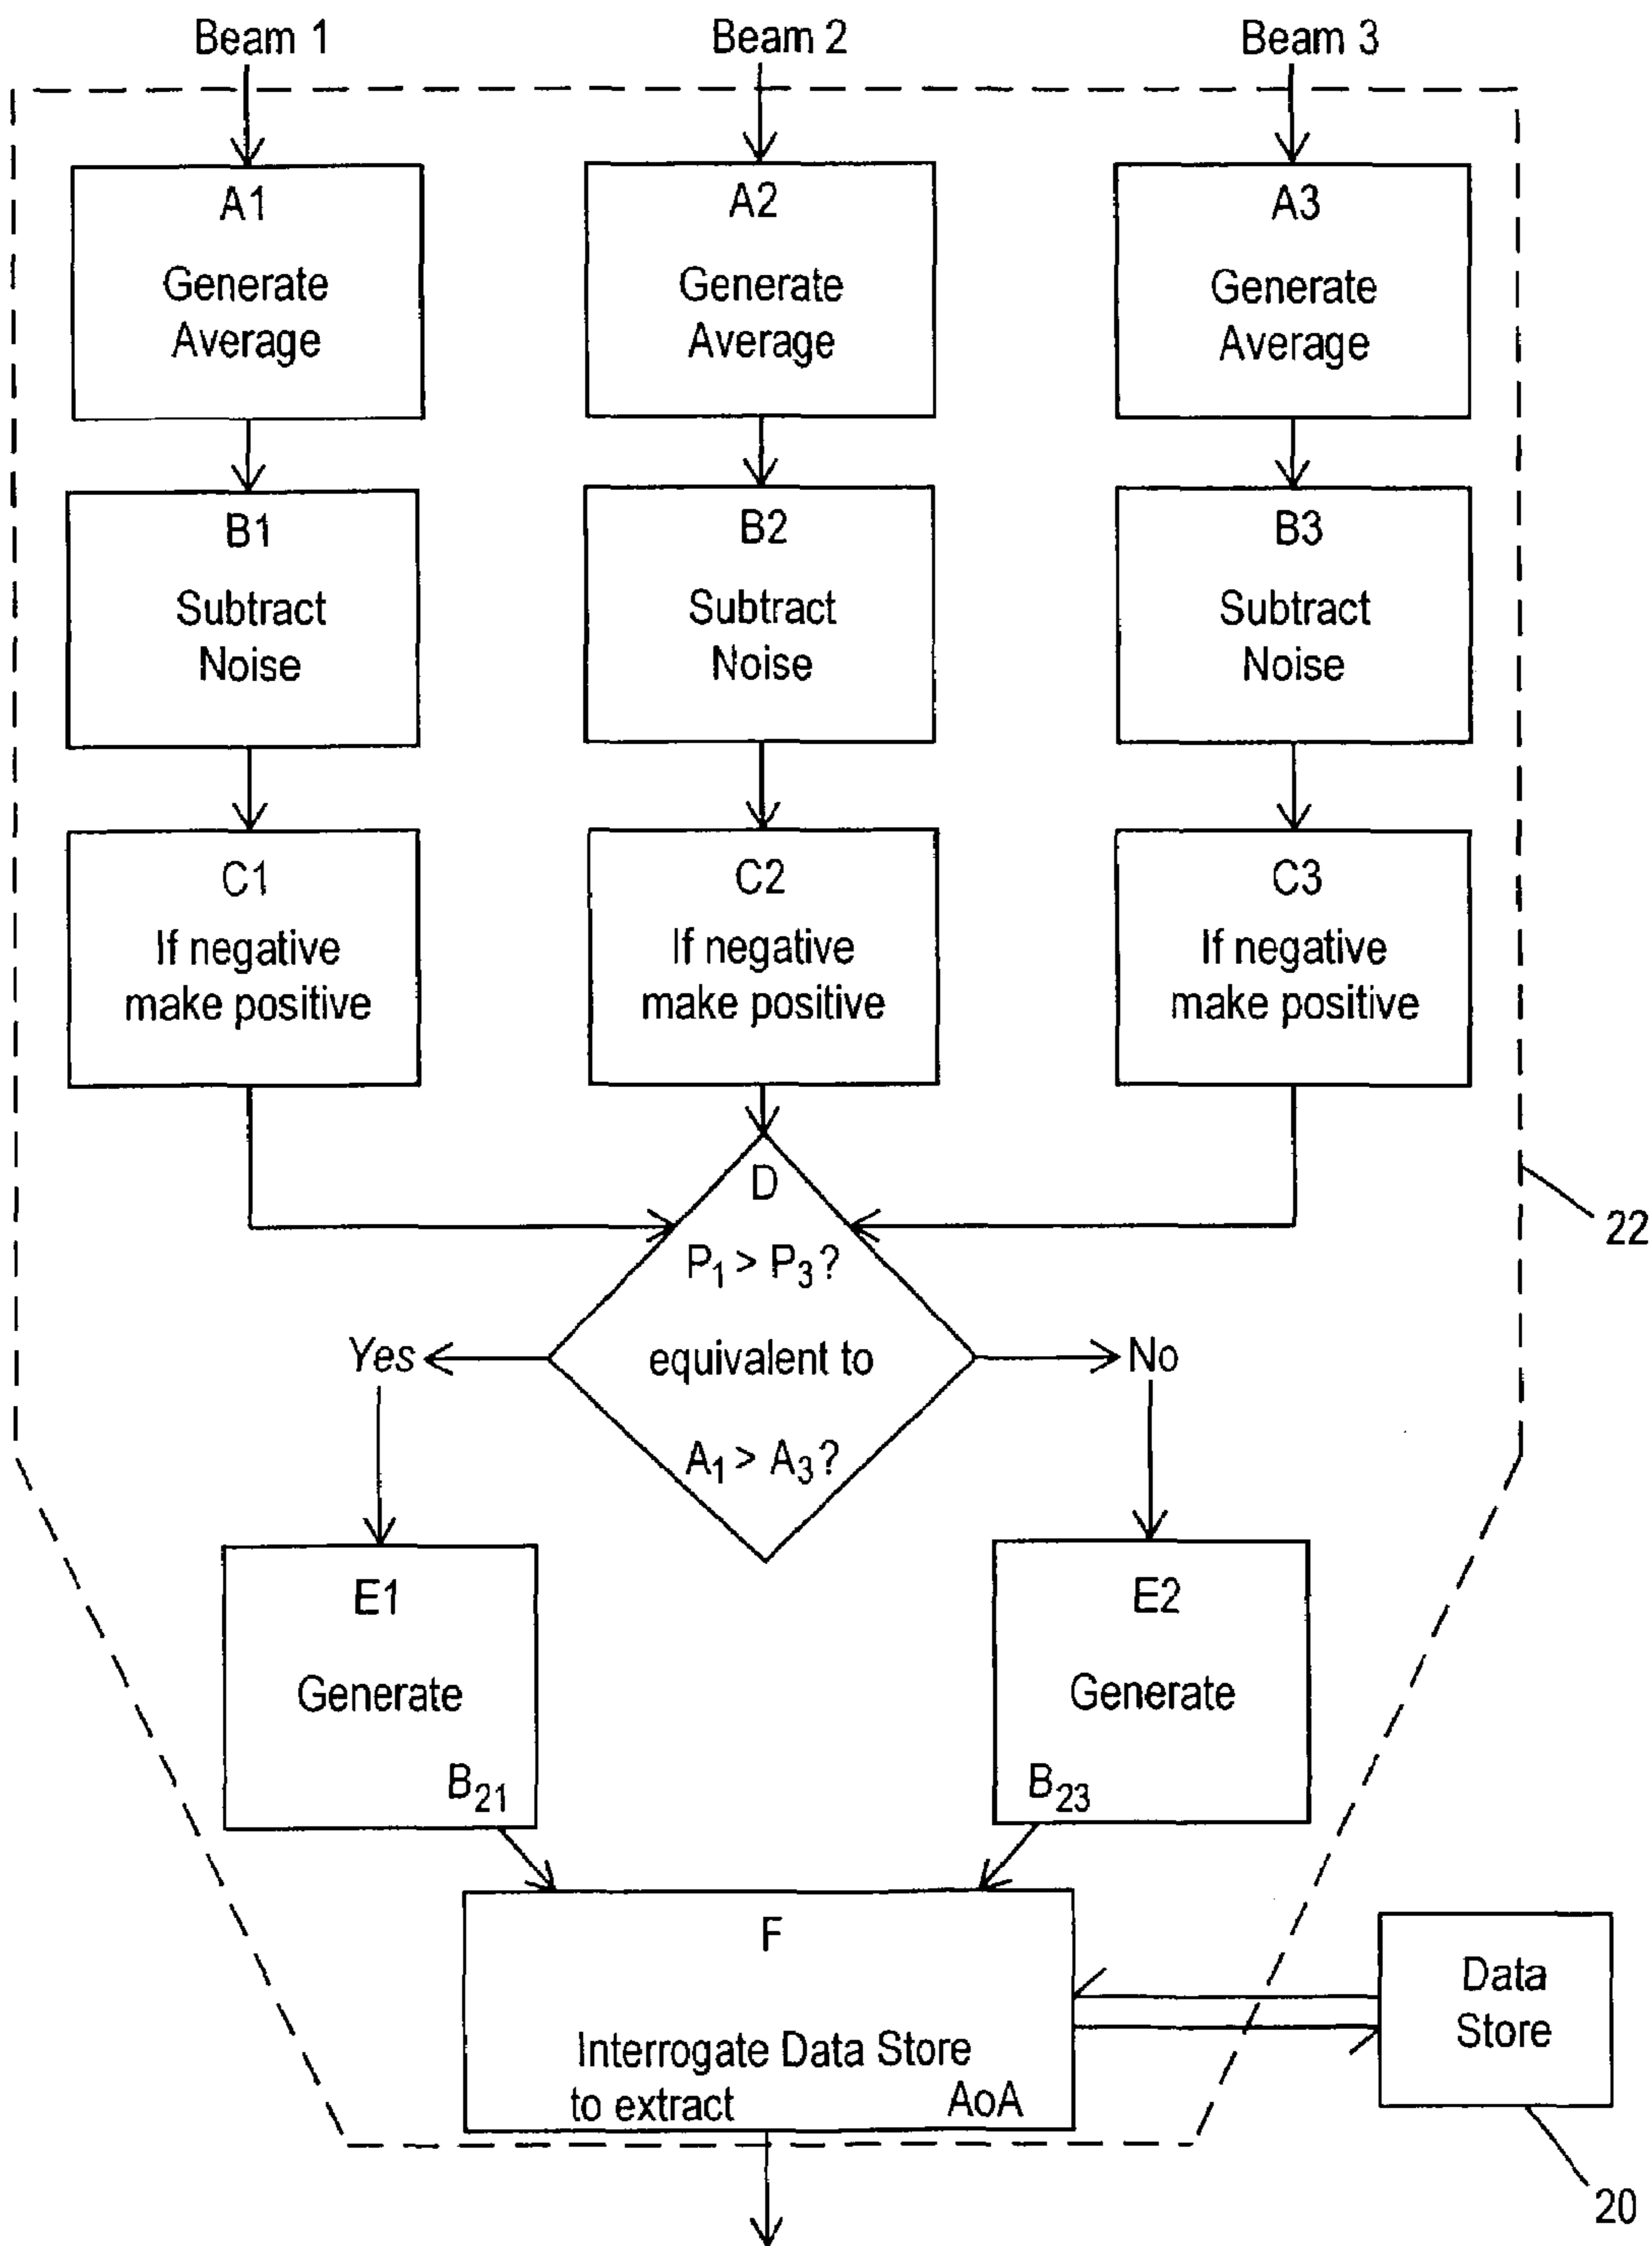 Beam 1
Beam 2
Beam 3
A1
Generate
Average
A2
Generate
Average
A3
Generate
Average
B1
Subtract
Noise
B2
Subtract
Noise
B3
Subtract
Noise
C1
If negative
make positive
C2
If negative
make positive
C3
If negative
make positive
D
P₁ > P₃?
equivalent to
A₁ > A₃?
22
Yes
No
E1
Generate
B₂₁
E2
Generate
B₂₃
F
Interrogate Data Store
to extract AoA
Data
Store
20